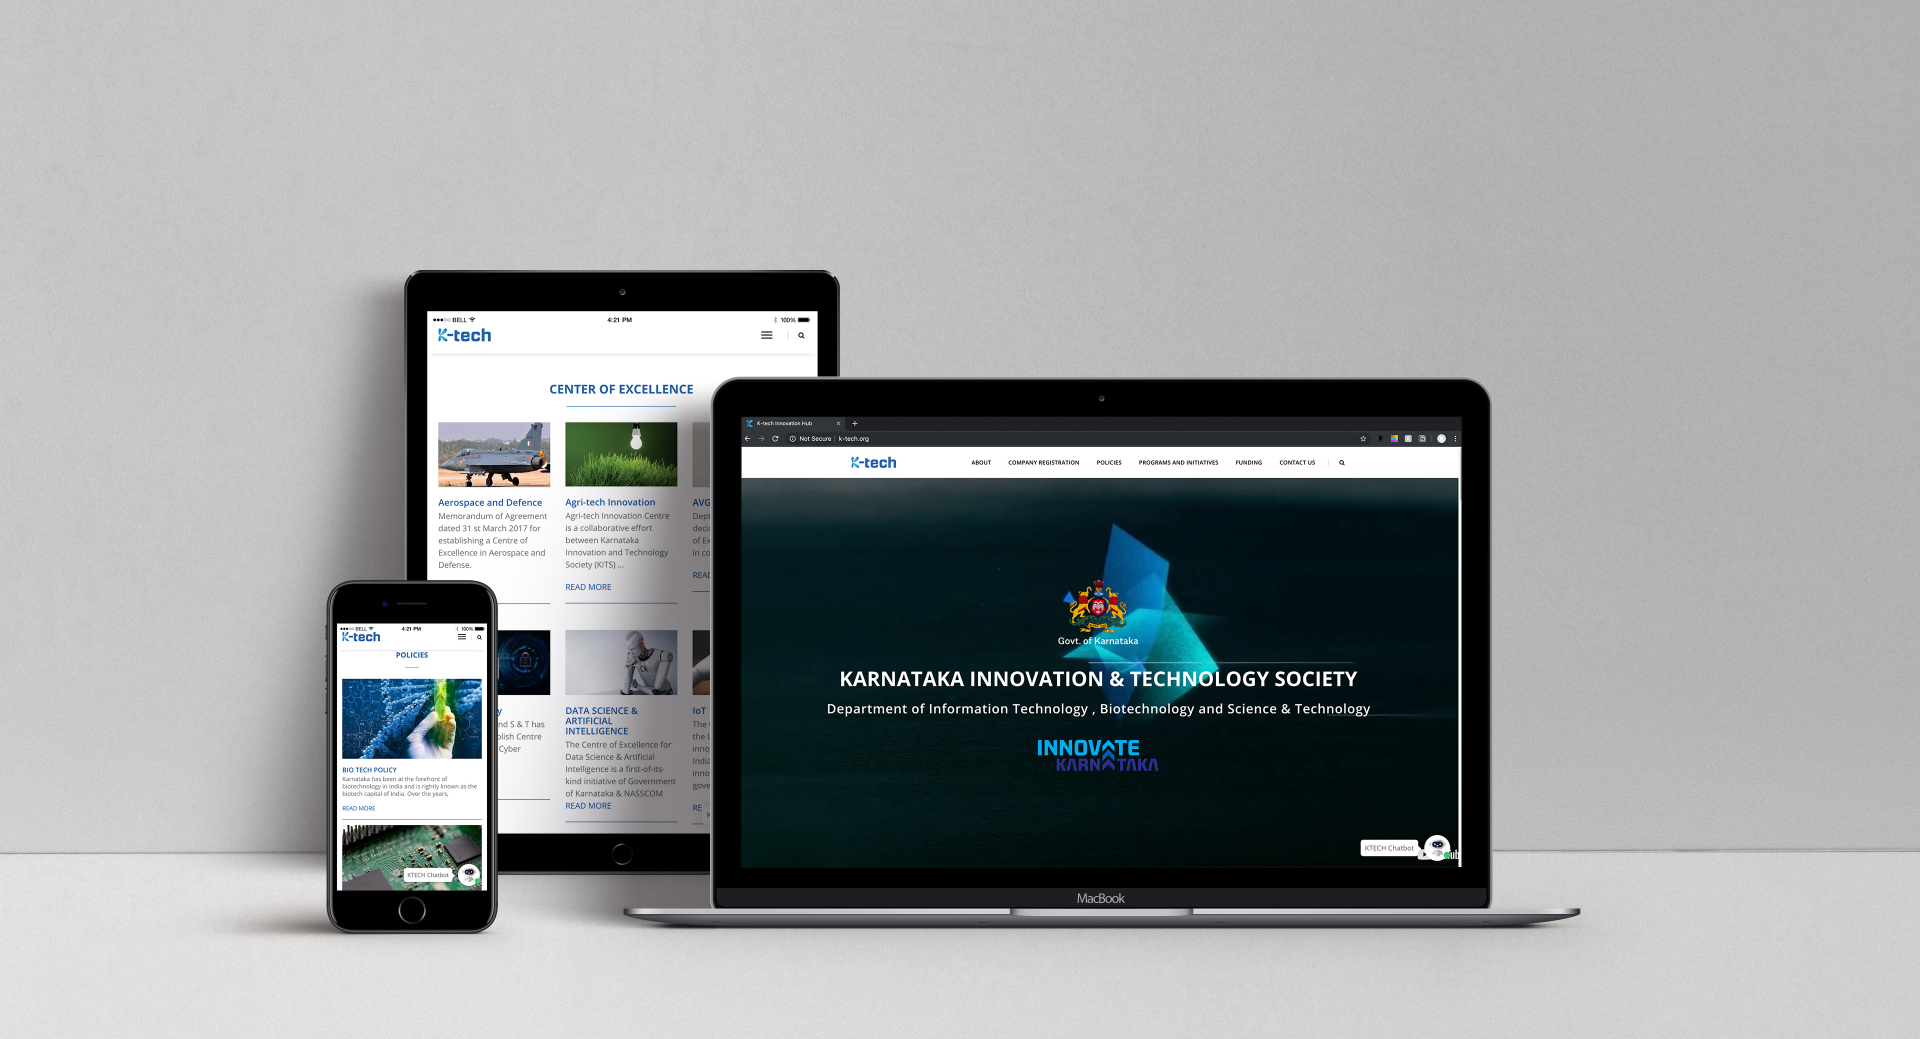 BELL
4:21 PM
100%
K-tech
CENTER OF EXCELLENCE
Aerospace and Defence
Memorandum of Agreement
dated 31 st March 2017 for
establishing a Centre of
Excellence in Aerospace and
Defense.
Agri-tech Innovation
Agri-tech Innovation Centre
is a collaborative effort
between Karnataka
Innovation and Technology
Society (KITS) ...
READ MORE
AVG
Dept
deci
of Ex
in co
READ
y
nd S & T has
blish Centre
Cyber
DATA SCIENCE &
ARTIFICIAL
INTELLIGENCE
The Centre of Excellence for
Data Science & Artificial
Intelligence is a first-of-its-
kind initiative of Government
of Karnataka & NASSCOM
READ MORE
IoT
The
the
inno
India
inno
gove
RE
BELL
4:21 PM
100%
K-tech
POLICIES
BIO TECH POLICY
Karnataka has been at the forefront of
biotechnology in India and is rightly known as the
biotech capital of India. Over the years,
READ MORE
KTECH Chatbot
K-tech Innovation Hub
Not Secure | k-tech.org
K-tech
ABOUT
COMPANY REGISTRATION
POLICIES
PROGRAMS AND INITIATIVES
FUNDING
CONTACT US
Govt. of Karnataka
KARNATAKA INNOVATION & TECHNOLOGY SOCIETY
Department of Information Technology , Biotechnology and Science & Technology
INNOVATE
KARNATAKA
KTECH Chatbot
ub
MacBook